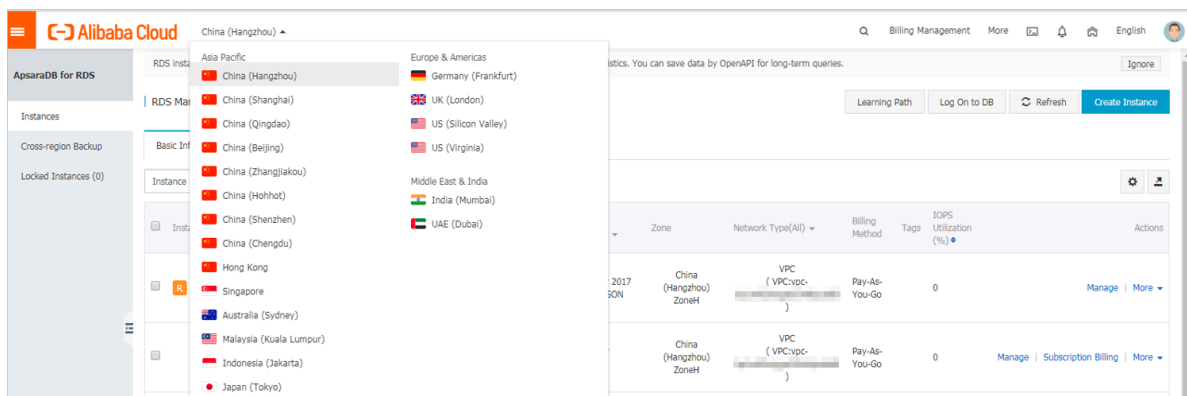 Alibaba Cloud
China (Hangzhou)
Billing Management
More
English
ApsaraDB for RDS
Instances
Cross-region Backup
Locked Instances (0)
RDS insta
istics. You can save data by OpenAPI for long-term queries.
Ignore
RDS Ma
Learning Path
Log On to DB
Refresh
Create Instance
Basic Inf
Instance
Asia Pacific
China (Hangzhou)
China (Shanghai)
China (Qingdao)
China (Beijing)
China (Zhangjiakou)
China (Hohhot)
China (Shenzhen)
China (Chengdu)
Hong Kong
Singapore
Australia (Sydney)
Malaysia (Kuala Lumpur)
Indonesia (Jakarta)
Japan (Tokyo)
Europe & Americas
Germany (Frankfurt)
UK (London)
US (Silicon Valley)
US (Virginia)
Middle East & India
India (Mumbai)
UAE (Dubai)
Insta
Zone
Network Type(All)
Billing
Method
Tags
IOPS
Utilization
(%)
Actions
R
2017
SON
China
(Hangzhou)
ZoneH
VPC
( VPC:vpc-
)
Pay-As-
You-Go
0
Manage | More
China
(Hangzhou)
ZoneH
VPC
( VPC:vpc-
)
Pay-As-
You-Go
0
Manage | Subscription Billing | More